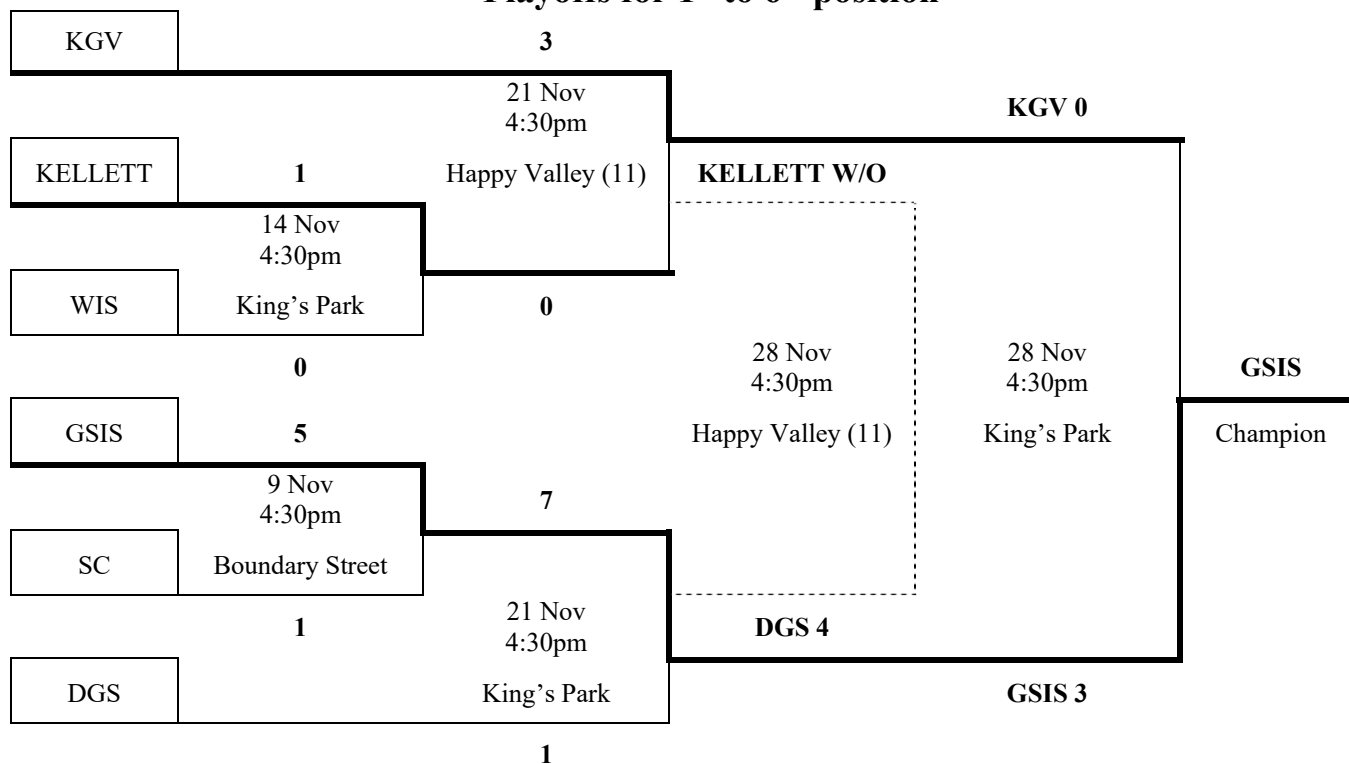 Playoffs for 1 to 6 position
KGV
3
21 Nov
4:30pm
KGV 0
KELLETT
1
Happy Valley (11)
KELLETT W/O
14 Nov
4:30pm
WIS
King’s Park
0
0
28 Nov
4:30pm
28 Nov
4:30pm
GSIS
GSIS
5
Happy Valley (11)
King’s Park
Champion
9 Nov
4:30pm
7
SC
Boundary Street
1
21 Nov
4:30pm
DGS 4
DGS
King’s Park
GSIS 3
1